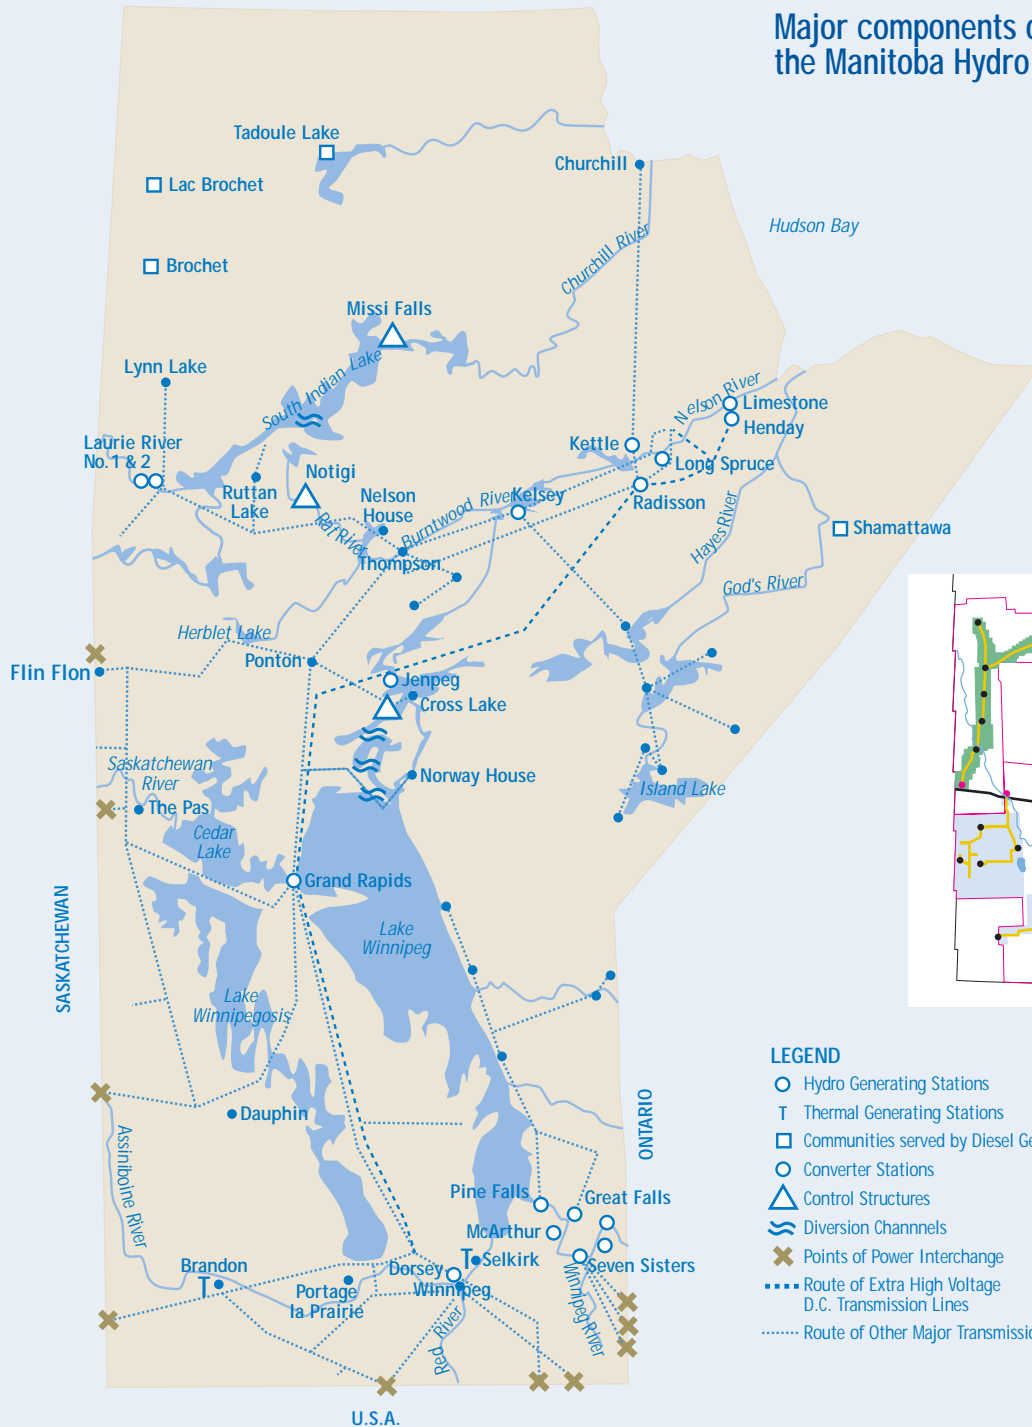 Major components o
the Manitoba Hydro
Tadoule Lake
Churchill
Lac Brochet
Hudson Bay
Churchill River
Brochet
Missi Falls
Lynn Lake
South Indian Lake
Nelson River
Limestone
Henday
Laurie River
No. 1 & 2
Kettle
Long Spruce
Notigi
Ruttan
Lake
Nelson
House
Burntwood River
Kelsey
Radisson
Rat River
Hayes River
Shamattawa
Thompson
God's River
Herblet Lake
Ponton
Flin Flon
Jenpeg
Cross Lake
Saskatchewan
River
Norway House
Island Lake
The Pas
Cedar
Lake
Grand Rapids
SASKATCHEWAN
Lake
Winnipeg
Lake
Winnipegosis
LEGEND
Hydro Generating Stations
T Thermal Generating Stations
Communities served by Diesel Ge
Converter Stations
Control Structures
Diversion Channnels
Points of Power Interchange
Route of Extra High Voltage
D.C. Transmission Lines
Route of Other Major Transmissio
Dauphin
ONTARIO
Assiniboine River
Pine Falls
Great Falls
McArthur
T Selkirk
Seven Sisters
Brandon
T
Dorsey
Winnipeg
Portage
la Prairie
Winnipeg River
Red River
U.S.A.